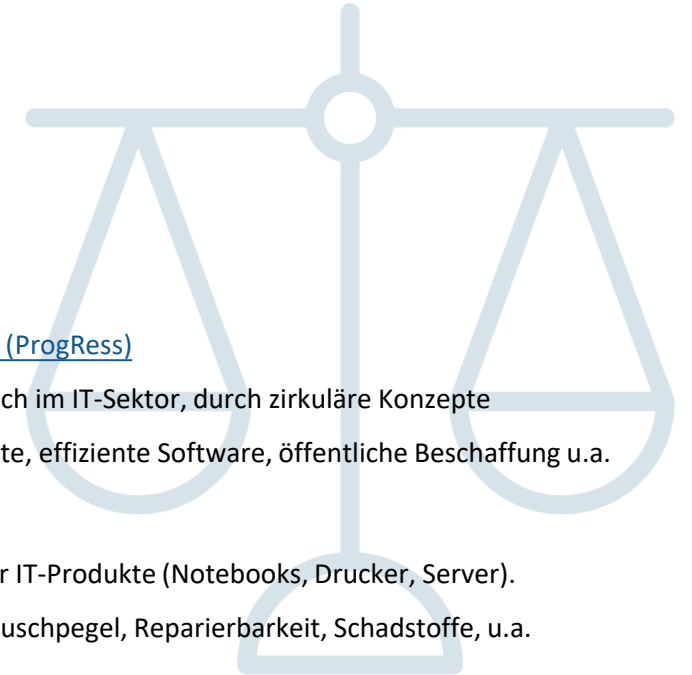 (ProgRess)
ch im IT-Sektor, durch zirkuläre Konzepte
te, effiziente Software, öffentliche Beschaffung u.a.
r IT-Produkte (Notebooks, Drucker, Server).
uschpegel, Reparierbarkeit, Schadstoffe, u.a.